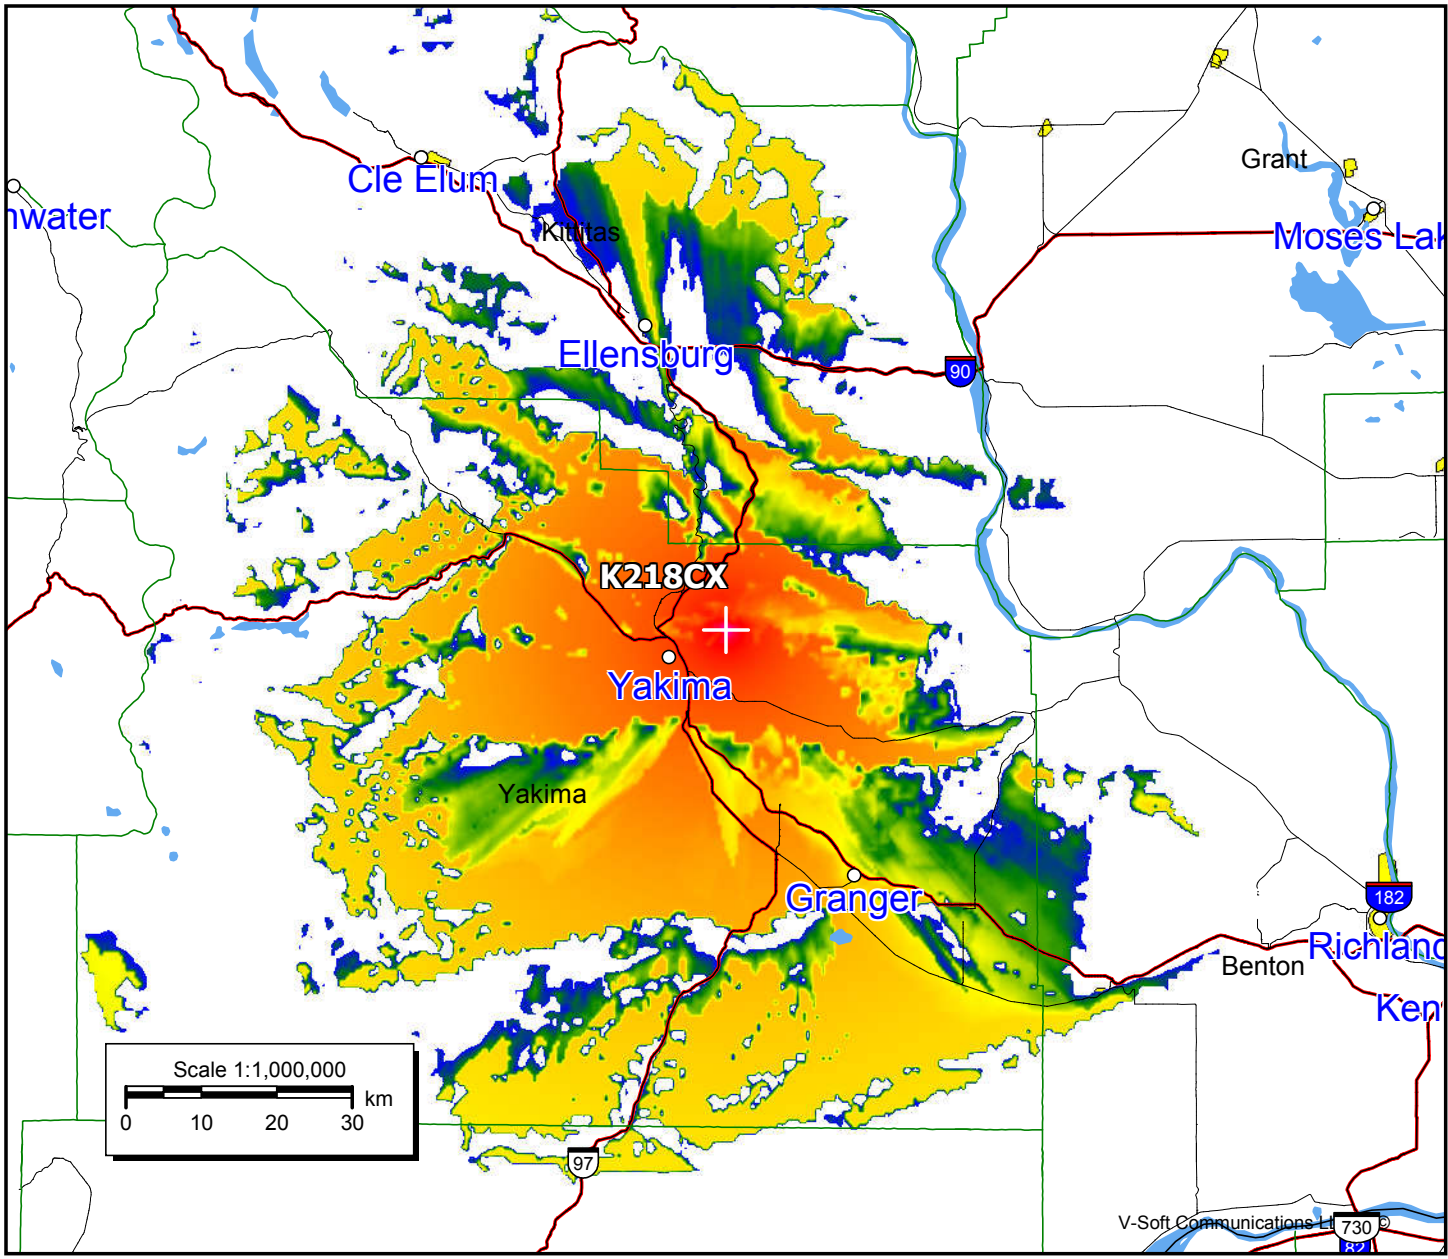 Grant
Cle Elum
nwater
Kittitas
Moses Lak
Ellensburg
90
K218CX
Yakima
Yakima
Granger
182
Richland
Benton
Ken
Scale 1:1,000,000
km
0 10 20 30
97
V-Soft Communications L ©
730
82